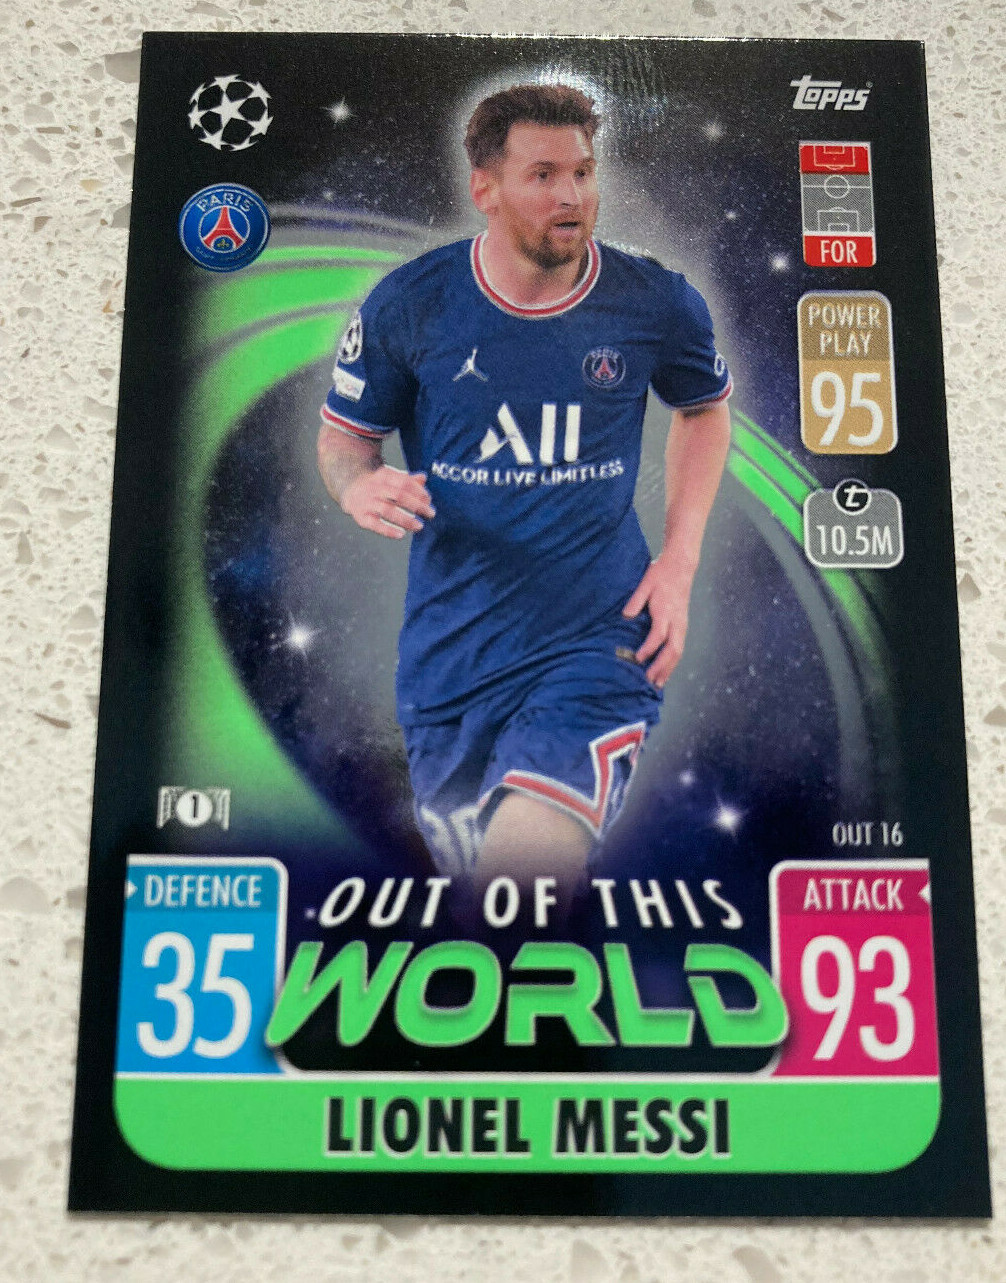 TOPPS
PARIS
FOR
POWER
PLAY
95
PARIS
ALL
ACCOR LIVE LIMITLESS
t
10.5M
1
OUT 16
DEFENCE
35
OUT OF THIS
WORLD
ATTACK
93
LIONEL MESSI